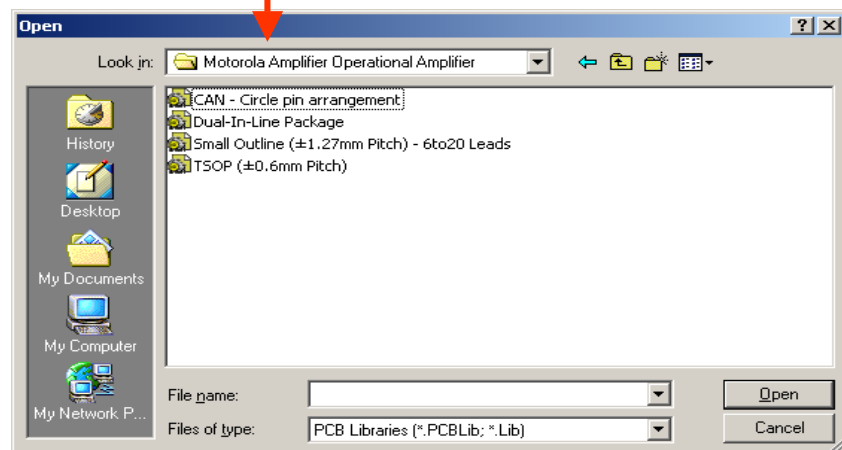 Open
Look in: Motorola Amplifier Operational Amplifier
CAN - Circle pin arrangement
Dual-In-Line Package
Small Outline (±1.27mm Pitch) - 6to20 Leads
TSOP (±0.6mm Pitch)
History
Desktop
My Documents
My Computer
My Network P...
File name:
Open
Files of type: PCB Libraries (*.PCBLib; *.Lib)
Cancel